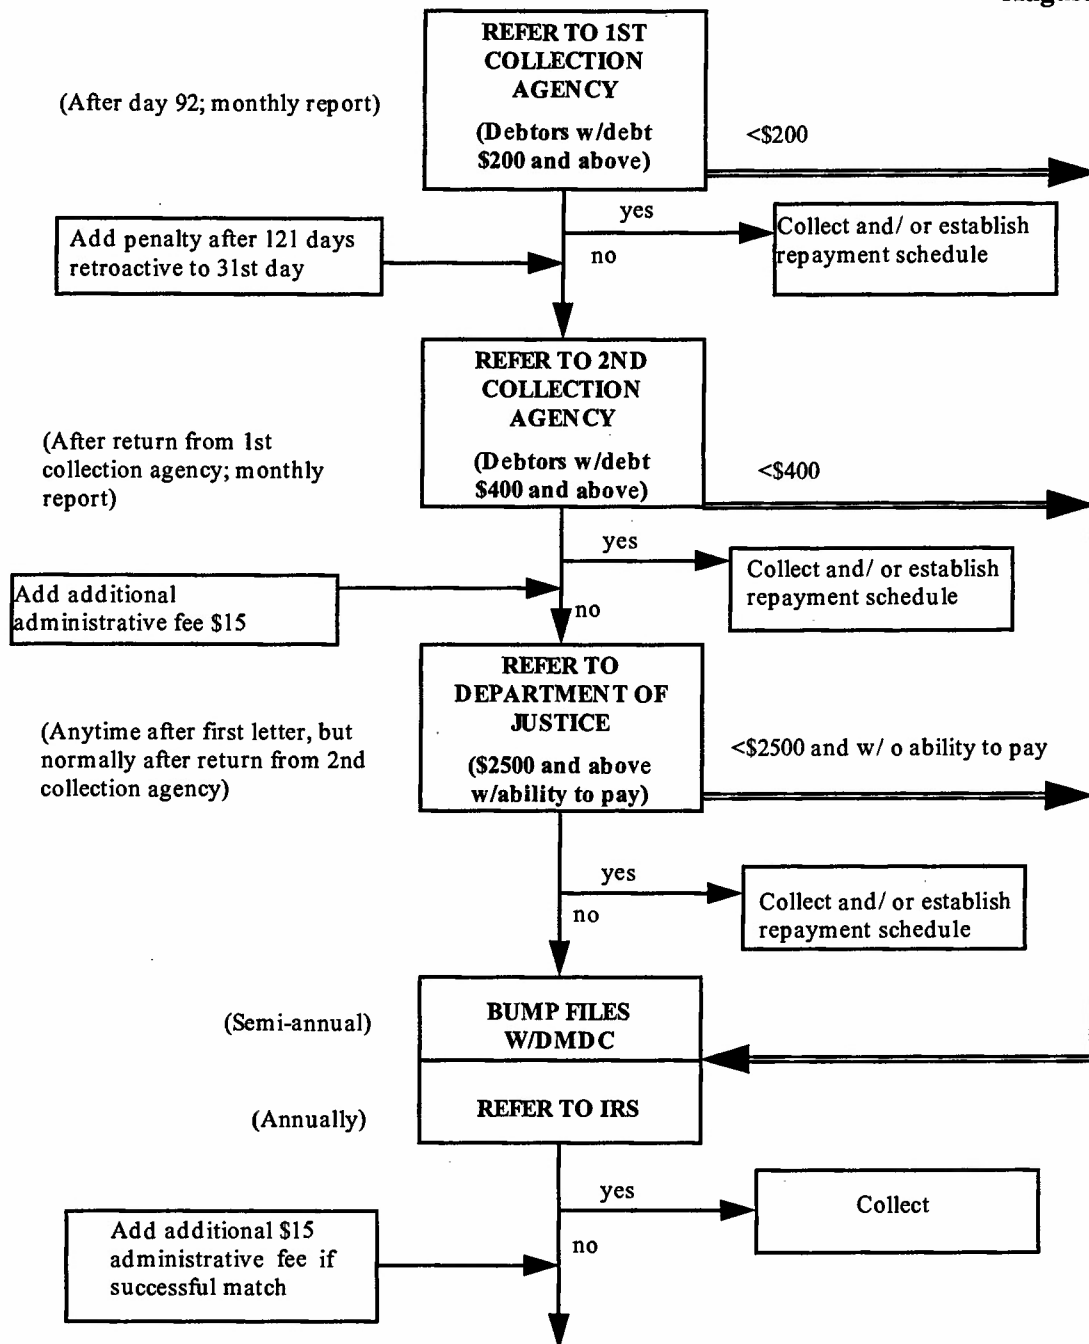 REFER TO 1ST
COLLECTION
AGENCY
(Debtors w/debt
$200 and above)
(After day 92; monthly report)
<$200
yes
Collect and/ or establish
repayment schedule
no
Add penalty after 121 days
retroactive to 31st day
REFER TO 2ND
COLLECTION
AGENCY
(Debtors w/debt
$400 and above)
(After return from 1st
collection agency; monthly
report)
<$400
yes
Collect and/ or establish
repayment schedule
Add additional
administrative fee $15
no
REFER TO
DEPARTMENT OF
JUSTICE
($2500 and above
w/ability to pay)
(Anytime after first letter, but
normally after return from 2nd
collection agency)
<$2500 and w/ o ability to pay
yes
Collect and/ or establish
repayment schedule
no
(Semi-annual)
BUMP FILES
W/DMDC
(Annually)
REFER TO IRS
yes
Collect
no
Add additional $15
administrative fee if
successful match